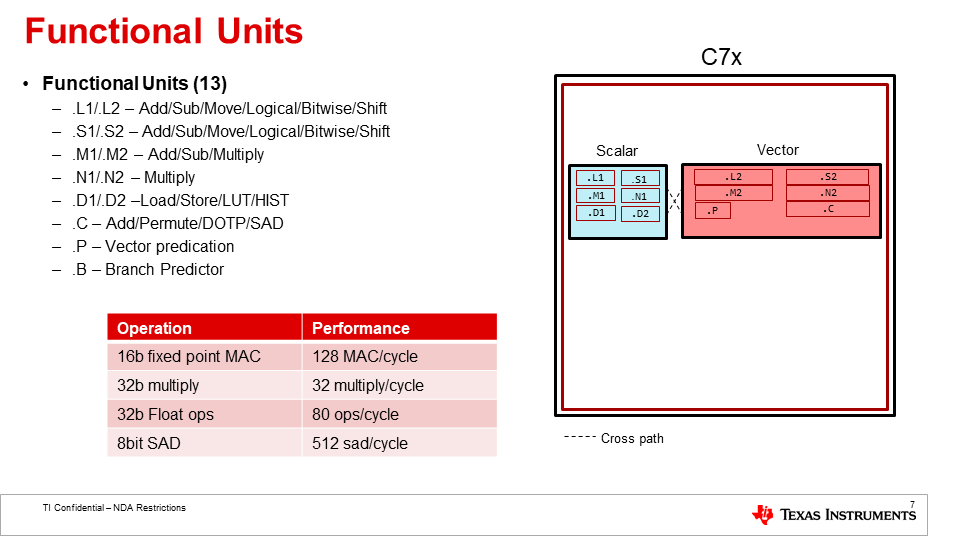 Functional Units
• Functional Units (13)
– .L1/.L2 – Add/Sub/Move/Logical/Bitwise/Shift
– .S1/.S2 – Add/Sub/Move/Logical/Bitwise/Shift
– .M1/.M2 – Add/Sub/Multiply
– .N1/.N2 – Multiply
– .D1/.D2 –Load/Store/LUT/HIST
– .C – Add/Permute/DOTP/SAD
– .P – Vector predication
– .B – Branch Predictor
Operation Performance
16b fixed point MAC 128 MAC/cycle
32b multiply 32 multiply/cycle
32b Float ops 80 ops/cycle
8bit SAD 512 sad/cycle
C7x
Scalar Vector
.L1 .S1 .L2 .S2
.M1 .N1 .M2 .N2
.D1 .D2 .P .C
Cross path
TI Confidential – NDA Restrictions
7
TEXAS INSTRUMENTS